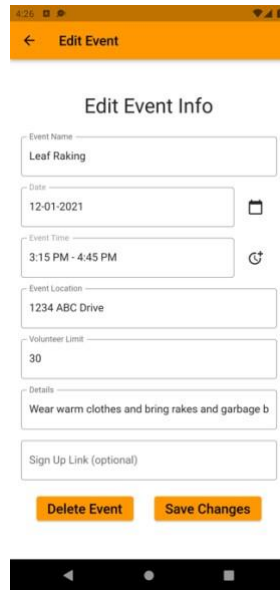 4:26
Edit Event
Edit Event Info
Event Name
Leaf Raking
Date
12-01-2021
Event Time
3:15 PM - 4:45 PM
Event Location
1234 ABC Drive
Volunteer Limit
30
Details
Wear warm clothes and bring rakes and garbage b
Sign Up Link (optional)
Delete Event Save Changes